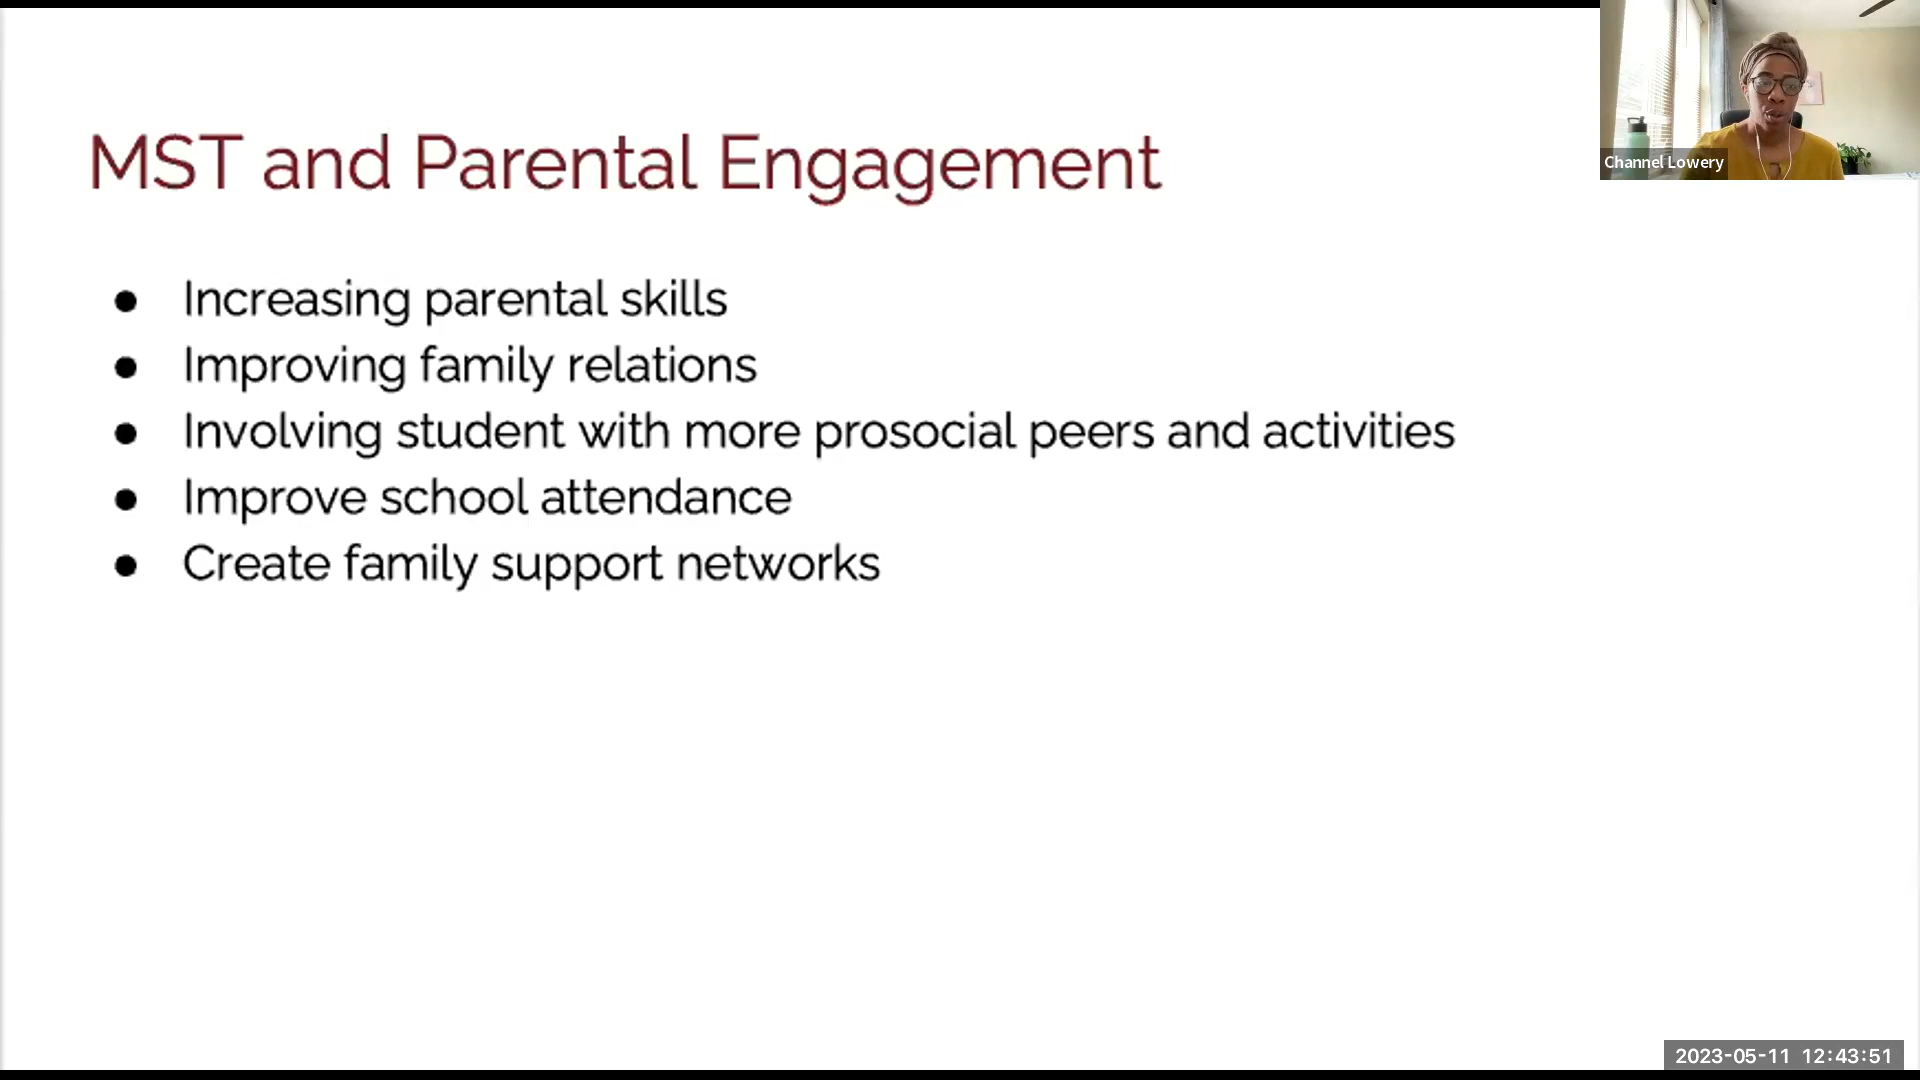 MST and Parental Engagement
Channel Lowery
● Increasing parental skills
● Improving family relations
● Involving student with more prosocial peers and activities
● Improve school attendance
● Create family support networks
2023-05-11 12:43:51